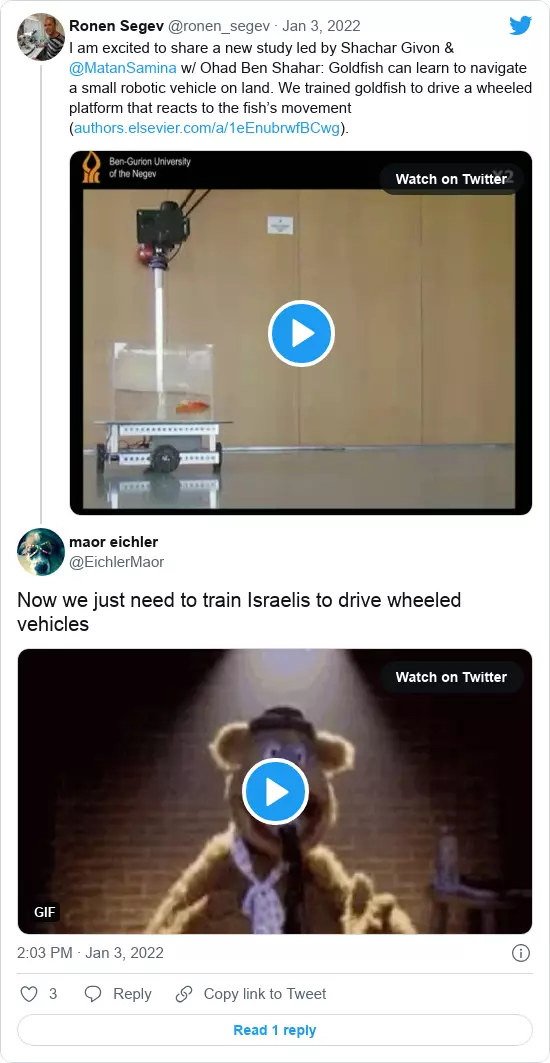 Ronen Segev @ronen_segev · Jan 3, 2022
I am excited to share a new study led by Shachar Givon &
@MatanSamina w/ Ohad Ben Shahar: Goldfish can learn to navigate
a small robotic vehicle on land. We trained goldfish to drive a wheeled
platform that reacts to the fish's movement
(authors.elsevier.com/a/1eEnubrwfBCwg).
Ben-Gurion University
of the Negev
Watch on Twitter
X2
maor eichler
@EichlerMaor
Now we just need to train Israelis to drive wheeled
vehicles
Watch on Twitter
GIF
2:03 PM · Jan 3, 2022
3 Reply Copy link to Tweet
Read 1 reply